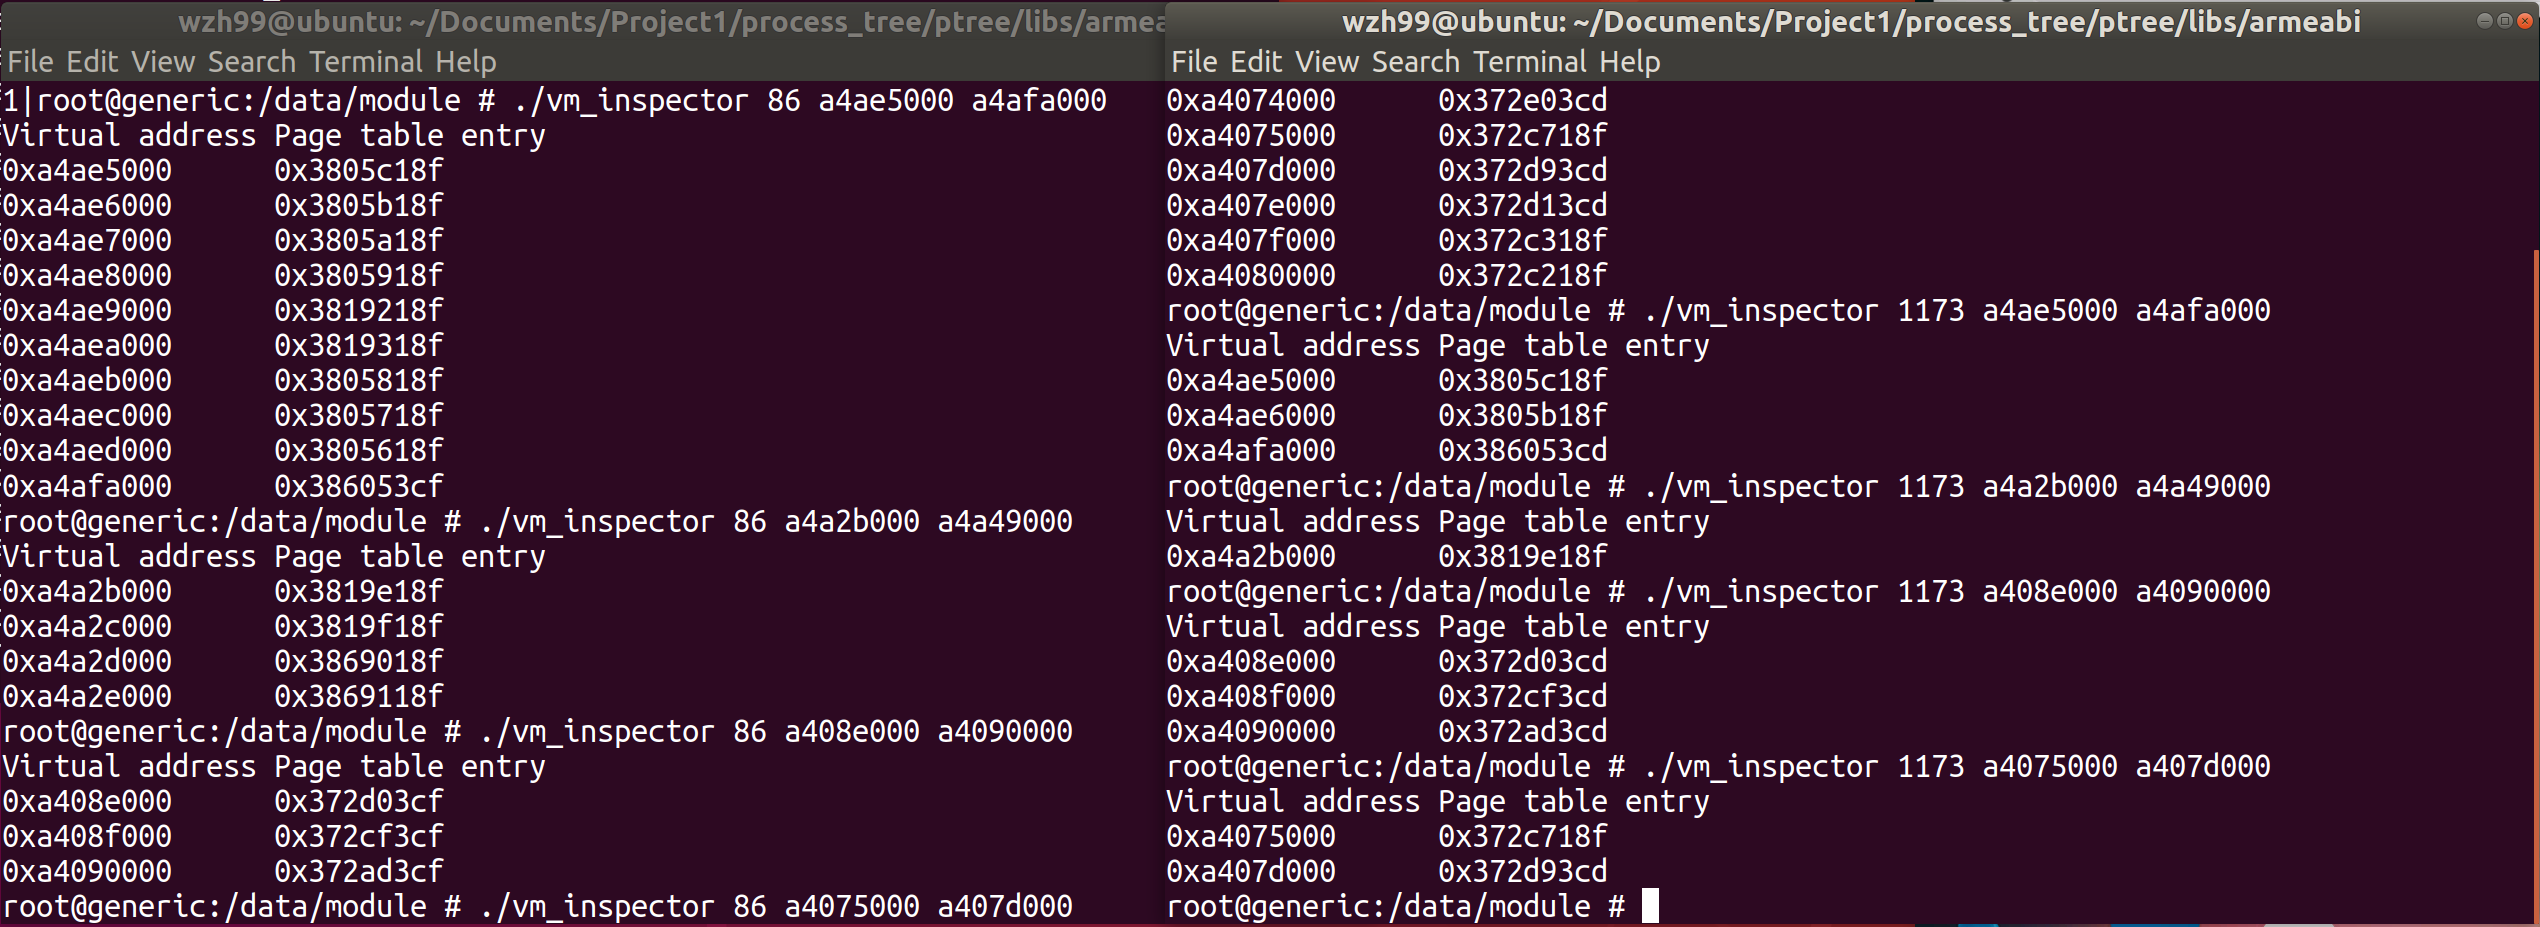 wzh99@ubuntu: ~/Documents/Project1/process_tree/ptree/libs/armea
File Edit View Search Terminal Help
1|root@generic:/data/module # ./vm_inspector 86 a4ae5000 a4afa000
Virtual address Page table entry
0xa4ae5000      0x3805c18f
0xa4ae6000      0x3805b18f
0xa4ae7000      0x3805a18f
0xa4ae8000      0x3805918f
0xa4ae9000      0x3819218f
0xa4aea000      0x3819318f
0xa4aeb000      0x3805818f
0xa4aec000      0x3805718f
0xa4aed000      0x3805618f
0xa4afa000      0x386053cf
root@generic:/data/module # ./vm_inspector 86 a4a2b000 a4a49000
Virtual address Page table entry
0xa4a2b000      0x3819e18f
0xa4a2c000      0x3819f18f
0xa4a2d000      0x3869018f
0xa4a2e000      0x3869118f
root@generic:/data/module # ./vm_inspector 86 a408e000 a4090000
Virtual address Page table entry
0xa408e000      0x372d03cf
0xa408f000      0x372cf3cf
0xa4090000      0x372ad3cf
root@generic:/data/module # ./vm_inspector 86 a4075000 a407d000
wzh99@ubuntu: ~/Documents/Project1/process_tree/ptree/libs/armeabi
File Edit View Search Terminal Help
0xa4074000      0x372e03cd
0xa4075000      0x372c718f
0xa407d000      0x372d93cd
0xa407e000      0x372d13cd
0xa407f000      0x372c318f
0xa4080000      0x372c218f
root@generic:/data/module # ./vm_inspector 1173 a4ae5000 a4afa000
Virtual address Page table entry
0xa4ae5000      0x3805c18f
0xa4ae6000      0x3805b18f
0xa4afa000      0x386053cd
root@generic:/data/module # ./vm_inspector 1173 a4a2b000 a4a49000
Virtual address Page table entry
0xa4a2b000      0x3819e18f
root@generic:/data/module # ./vm_inspector 1173 a408e000 a4090000
Virtual address Page table entry
0xa408e000      0x372d03cd
0xa408f000      0x372cf3cd
0xa4090000      0x372ad3cd
root@generic:/data/module # ./vm_inspector 1173 a4075000 a407d000
Virtual address Page table entry
0xa4075000      0x372c718f
0xa407d000      0x372d93cd
root@generic:/data/module #